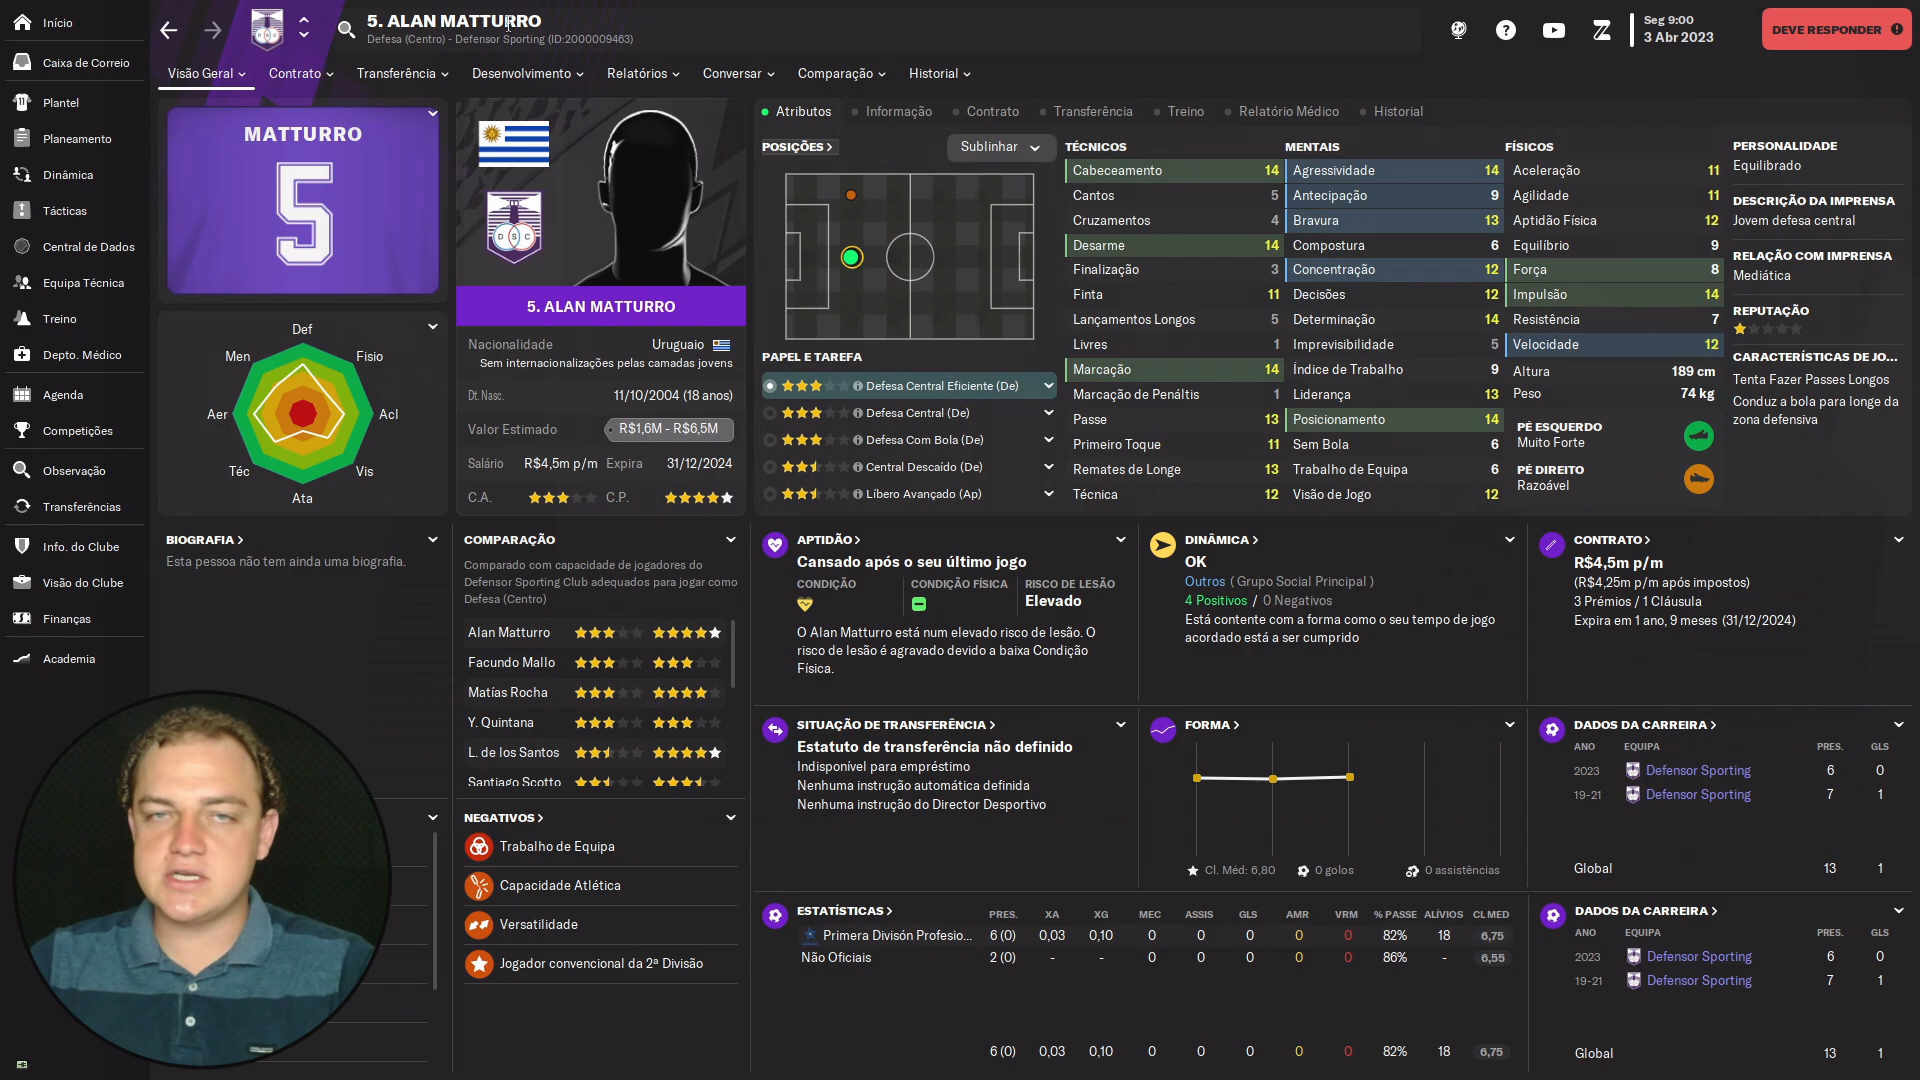 Início
Caixa de Correio
Plantel
Planeamento
Dinâmica
Tácticas
Central de Dados
Equipa Técnica
Treino
Depto. Médico
Agenda
Competições
Observação
Transferências
Info. do Clube
Visão do Clube
Finanças
Academia
5. ALAN MATTURRO
Defesa (Centro) - Defensor Sporting (ID:2000009463)
Seg 9:00
3 Abr 2023
DEVE RESPONDER
Visão Geral
Contrato
Transferência
Desenvolvimento
Relatórios
Conversar
Comparação
Historial
MATTURRO
5
Def
Men
Fisio
Aer
Acl
Téc
Vis
Ata
DSC
5. ALAN MATTURRO
Nacionalidade Uruguaio
Sem internacionalizações pelas camadas jovens
Dt. Nasc. 11/10/2004 (18 anos)
Valor Estimado R$1,6M - R$6,5M
Salário R$4,5m p/m Expira 31/12/2024
C.A. C.P.
Atributos
Informação
Contrato
Transferência
Treino
Relatório Médico
Historial
POSIÇÕES
Sublinhar
PAPEL E TAREFA
Defesa Central Eficiente (De)
Defesa Central (De)
Defesa Com Bola (De)
Central Descaído (De)
Líbero Avançado (Ap)
TÉCNICOS
Cabeceamento 14
Cantos 5
Cruzamentos 4
Desarme 14
Finalização 3
Finta 11
Lançamentos Longos 5
Livres 1
Marcação 14
Marcação de Penáltis 1
Passe 13
Primeiro Toque 11
Remates de Longe 13
Técnica 12
MENTAIS
Agressividade 14
Antecipação 9
Bravura 13
Compostura 6
Concentração 12
Decisões 12
Determinação 14
Imprevisibilidade 5
Índice de Trabalho 9
Liderança 13
Posicionamento 14
Sem Bola 6
Trabalho de Equipa 6
Visão de Jogo 12
FÍSICOS
Aceleração 11
Agilidade 11
Aptidão Física 12
Equilíbrio 9
Força 8
Impulsão 14
Resistência 7
Velocidade 12
Altura 189 cm
Peso 74 kg
PÉ ESQUERDO
Muito Forte
PÉ DIREITO
Razoável
PERSONALIDADE
Equilibrado
DESCRIÇÃO DA IMPRENSA
Jovem defesa central
RELAÇÃO COM IMPRENSA
Mediática
REPUTAÇÃO
CARACTERÍSTICAS DE JO...
Tenta Fazer Passes Longos
Conduz a bola para longe da
zona defensiva
BIOGRAFIA
Esta pessoa não tem ainda uma biografia.
COMPARAÇÃO
Comparado com capacidade de jogadores do
Defensor Sporting Club adequados para jogar como
Defesa (Centro)
Alan Matturro
Facundo Mallo
Matías Rocha
Y. Quintana
L. de los Santos
Santiago Scotto
NEGATIVOS
Trabalho de Equipa
Capacidade Atlética
Versatilidade
Jogador convencional da 2ª Divisão
APTIDÃO
Cansado após o seu último jogo
CONDIÇÃO
CONDIÇÃO FÍSICA
RISCO DE LESÃO
Elevado
O Alan Matturro está num elevado risco de lesão. O
risco de lesão é agravado devido a baixa Condição
Física.
DINÂMICA
OK
Outros ( Grupo Social Principal )
4 Positivos / 0 Negativos
Está contente com a forma como o seu tempo de jogo
acordado está a ser cumprido
CONTRATO
R$4,5m p/m
(R$4,25m p/m após impostos)
3 Prémios / 1 Cláusula
Expira em 1 ano, 9 meses (31/12/2024)
SITUAÇÃO DE TRANSFERÊNCIA
Estatuto de transferência não definido
Indisponível para empréstimo
Nenhuma instrução automática definida
Nenhuma instrução do Director Desportivo
FORMA
Cl. Méd: 6,80
0 golos
0 assistências
DADOS DA CARREIRA
ANO EQUIPA PRES. GLS
2023 Defensor Sporting 6 0
19-21 Defensor Sporting 7 1
Global 13 1
ESTATÍSTICAS PRES. XA XG MEC ASSIS GLS AMR VRM % PASSE ALÍVIOS CL MED
Primera Divisón Profesio... 6 (0) 0,03 0,10 0 0 0 0 0 82% 18 6,75
Não Oficiais 2 (0) - - 0 0 0 0 0 86% - 6,55
6 (0) 0,03 0,10 0 0 0 0 0 82% 18 6,75
DADOS DA CARREIRA
ANO EQUIPA PRES. GLS
2023 Defensor Sporting 6 0
19-21 Defensor Sporting 7 1
Global 13 1